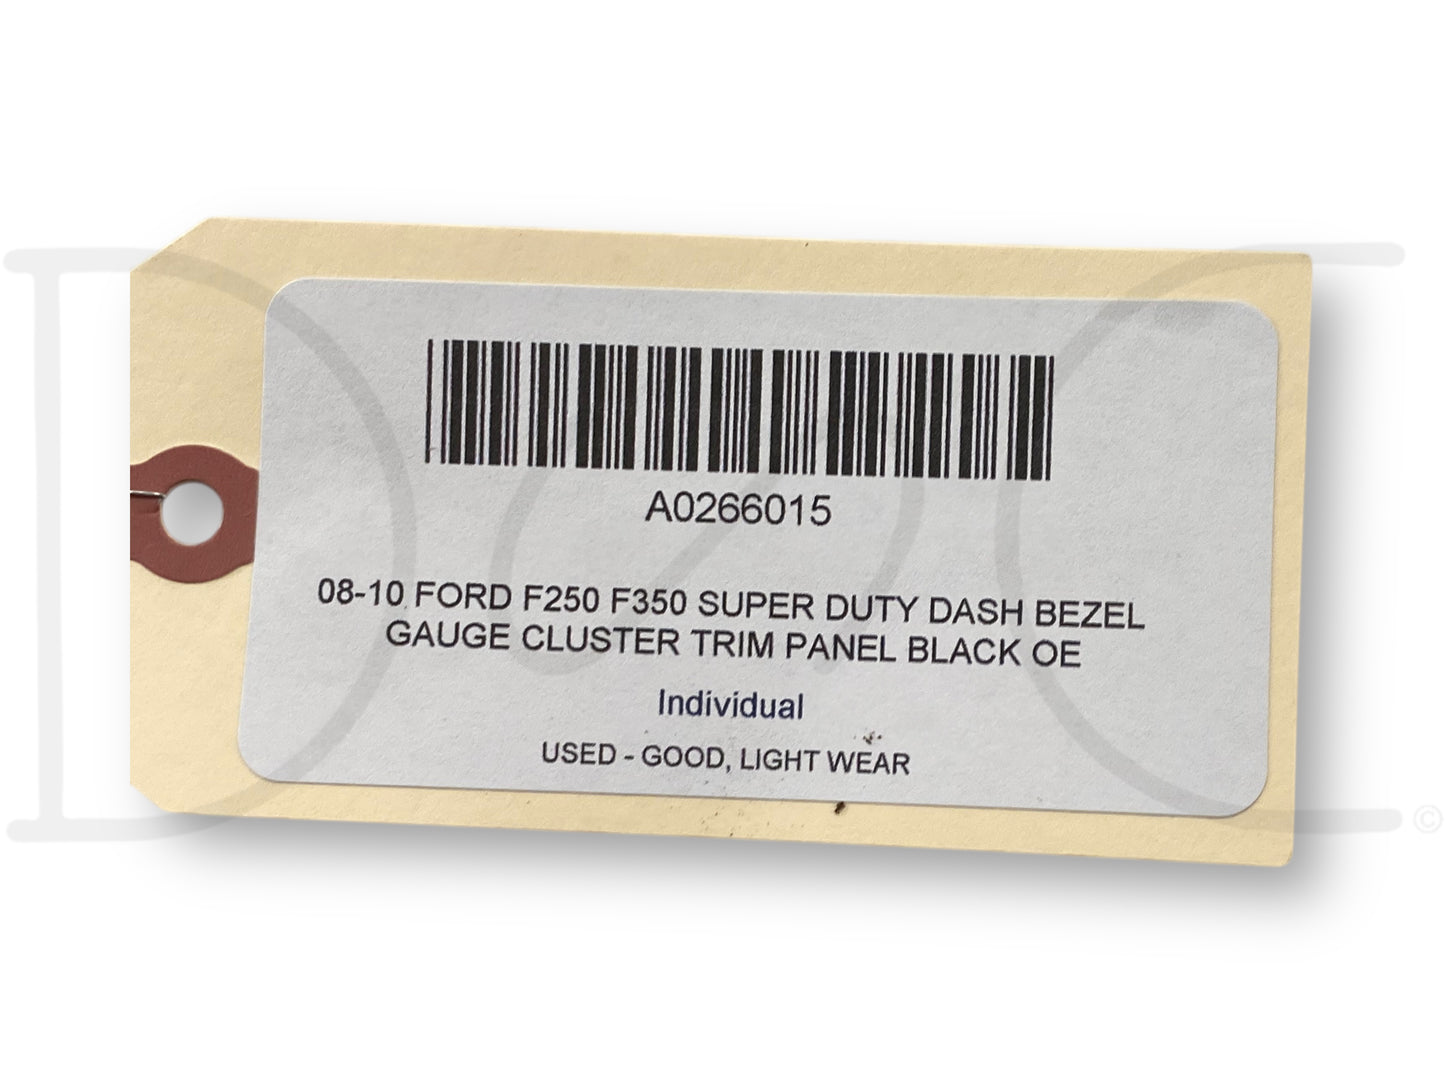 A0266015
08-10 FORD F250 F350 SUPER DUTY DASH BEZEL
GAUGE CLUSTER TRIM PANEL BLACK OE
Individual
USED - GOOD, LIGHT WEAR
©